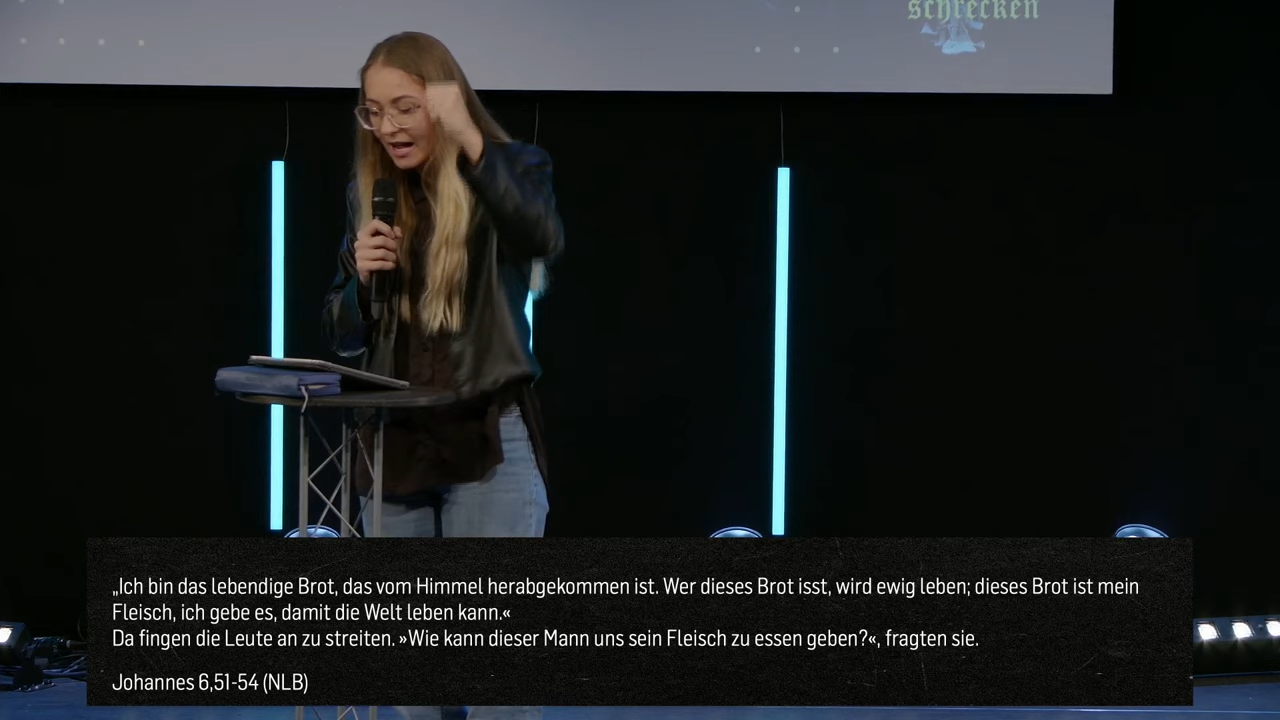 schrecken
„Ich bin das lebendige Brot, das vom Himmel herabgekommen ist. Wer dieses Brot isst, wird ewig leben; dieses Brot ist mein
Fleisch, ich gebe es, damit die Welt leben kann.«
Da fingen die Leute an zu streiten. »Wie kann dieser Mann uns sein Fleisch zu essen geben?«, fragten sie.
Johannes 6,51-54 (NLB)